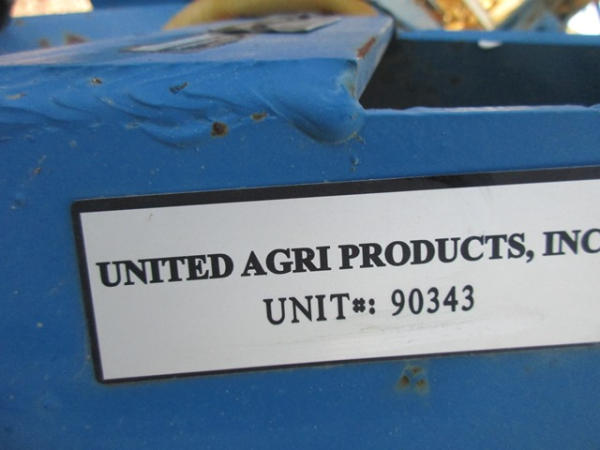 UNITED AGRI PRODUCTS, INC
UNIT#: 90343